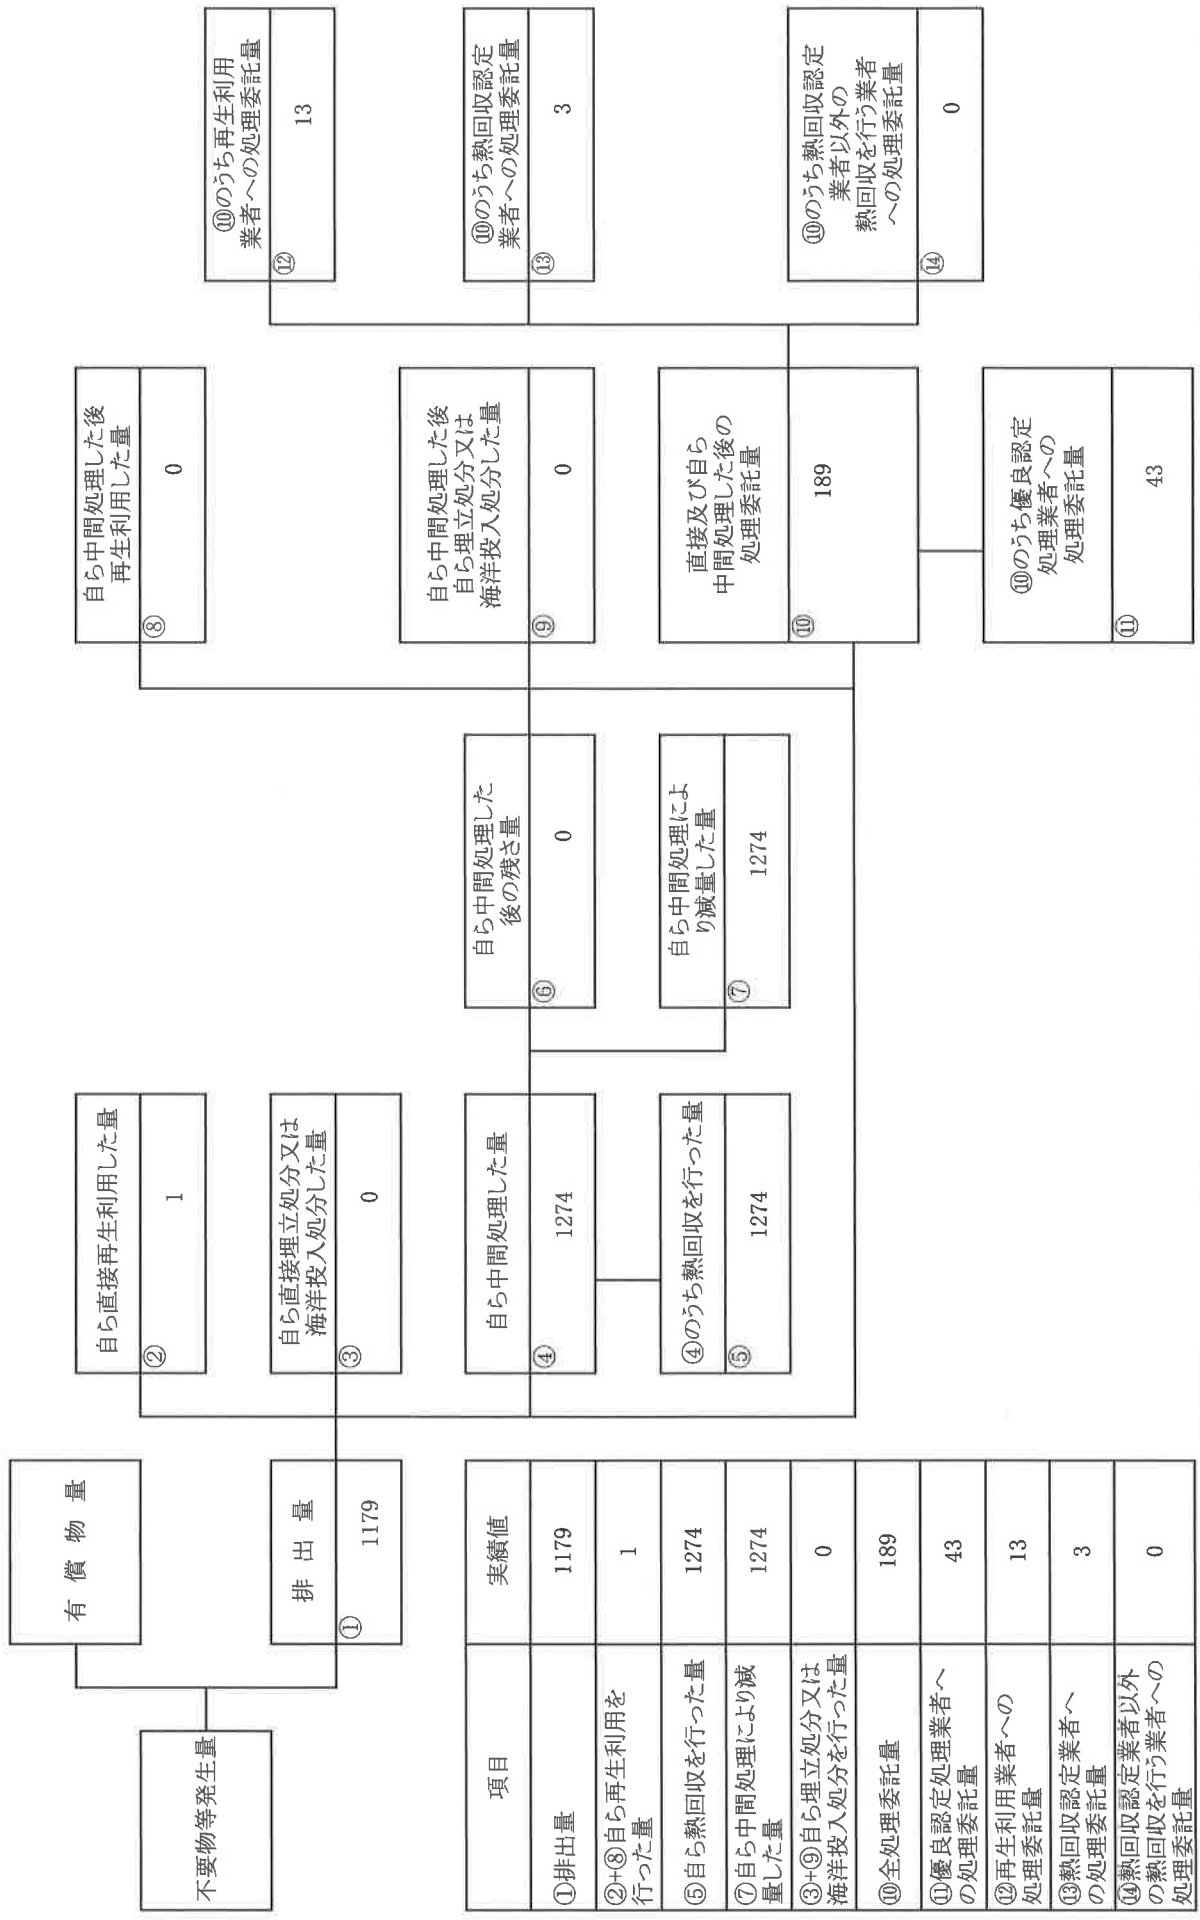 不要物等発生量
有償物量
排出量
①
1179
自ら直接再生利用した量
②
1
自ら直接埋立処分又は
海洋投入処分した量
③
0
自ら中間処理した量
④
1274
④のうち熱回収を行った量
⑤
1274
自ら中間処理した
後の残さ量
⑥
0
自ら中間処理によ
り減量した量
⑦
1274
自ら中間処理した後
再生利用した量
⑧
0
自ら中間処理した後
自ら埋立処分又は
海洋投入処分した量
⑨
0
直接及び自ら
中間処理した後の
処理委託量
⑩
189
⑩のうち優良認定
処理業者への
処理委託量
⑪
43
⑩のうち再生利用
業者への処理委託量
⑫
13
⑩のうち熱回収認定
業者への処理委託量
⑬
3
⑩のうち熱回収認定
業者以外の
熱回収を行う業者
への処理委託量
⑭
0
項目 実績値
①排出量 1179
②+⑧自ら再生利用を
行った量 1
⑤自ら熱回収を行った量 1274
⑦自ら中間処理により減
量した量 1274
③+⑨自ら埋立処分又は
海洋投入処分を行った量 0
⑩全処理委託量 189
⑪優良認定処理業者へ
の処理委託量 43
⑫再生利用業者への
処理委託量 13
⑬熱回収認定業者へ
の処理委託量 3
⑭熱回収認定業者以外
の熱回収を行う業者への
処理委託量 0